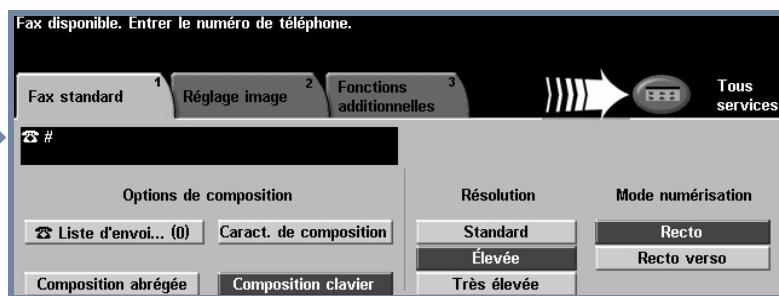 Fax disponible. Entrer le numéro de téléphone.
Fax standard 1
Réglage image 2
Fonctions additionnelles 3
Tous services
#
Options de composition
Résolution
Mode numérisation
Liste d'envoi... (0)
Caract. de composition
Standard
Recto
Élevée
Recto verso
Composition abrégée
Composition clavier
Très élevée